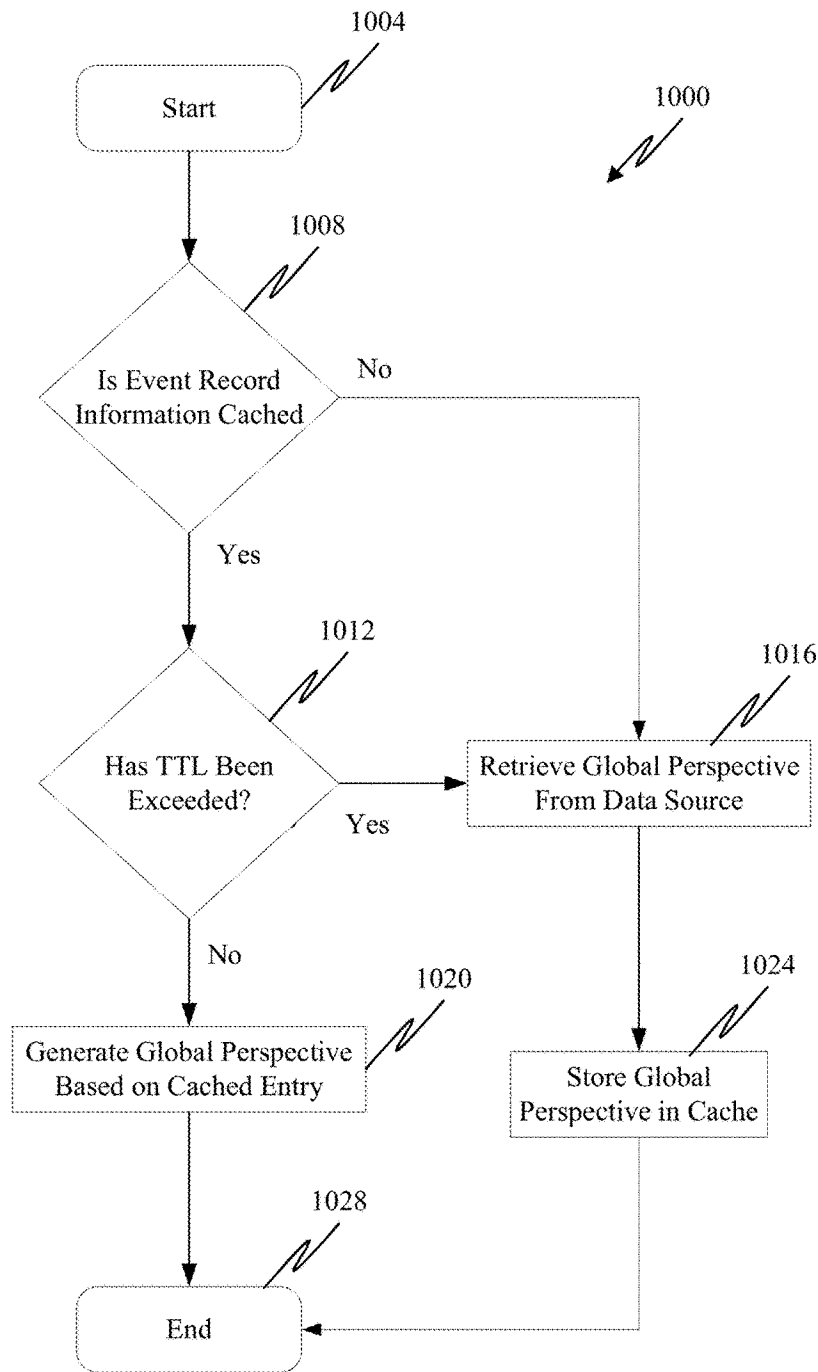 1004
Start
1000
1008
Is Event Record
Information Cached
No
Yes
1012
Has TTL Been
Exceeded?
Yes
1016
Retrieve Global Perspective
From Data Source
No
1020
Generate Global Perspective
Based on Cached Entry
1024
Store Global
Perspective in Cache
1028
End